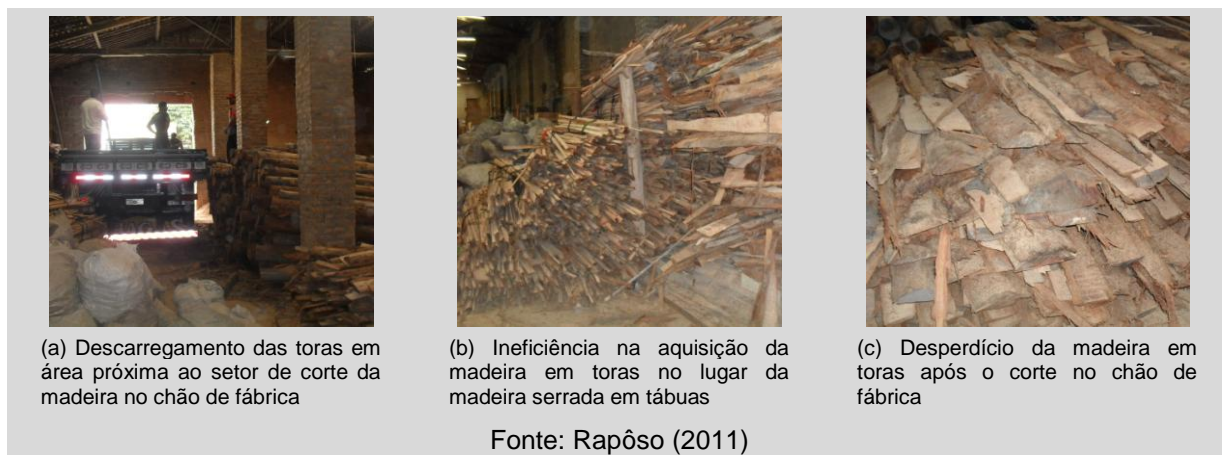 (a) Descarregamento das toras em
área próxima ao setor de corte da
madeira no chão de fábrica
(b) Ineficiência na aquisição da
madeira em toras no lugar da
madeira serrada em tábuas
(c) Desperdício da madeira em
toras após o corte no chão de
fábrica
Fonte: Rapôso (2011)